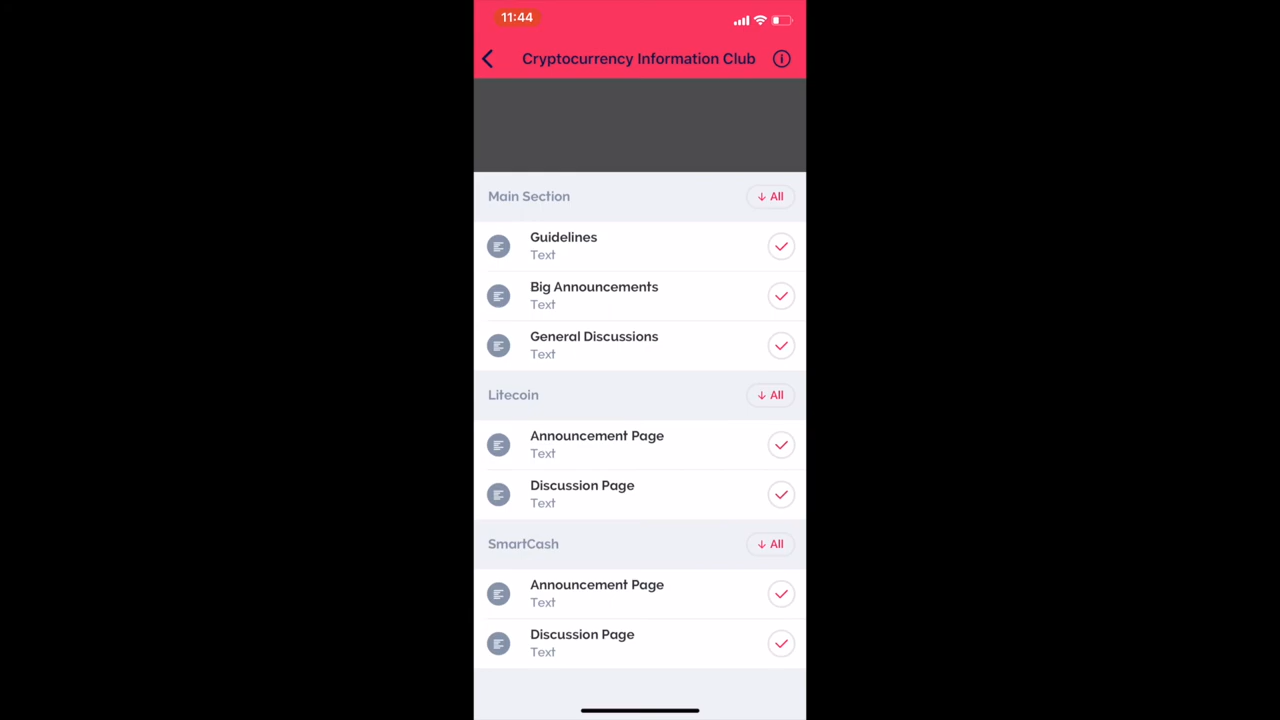 11:44
Cryptocurrency Information Club
Main Section
All
Guidelines
Text
Big Announcements
Text
General Discussions
Text
Litecoin
All
Announcement Page
Text
Discussion Page
Text
SmartCash
All
Announcement Page
Text
Discussion Page
Text